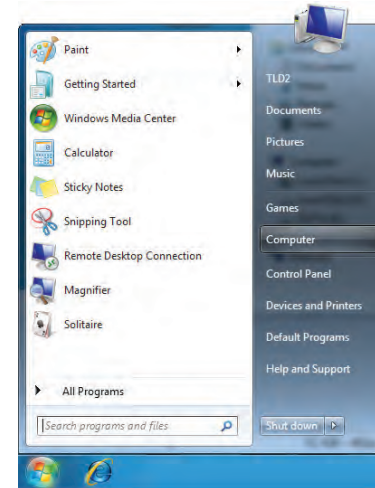 Paint
Getting Started
Windows Media Center
Calculator
Sticky Notes
Snipping Tool
Remote Desktop Connection
Magnifier
Solitaire
All Programs
Search programs and files
TLD2
Documents
Pictures
Music
Games
Computer
Control Panel
Devices and Printers
Default Programs
Help and Support
Shut down